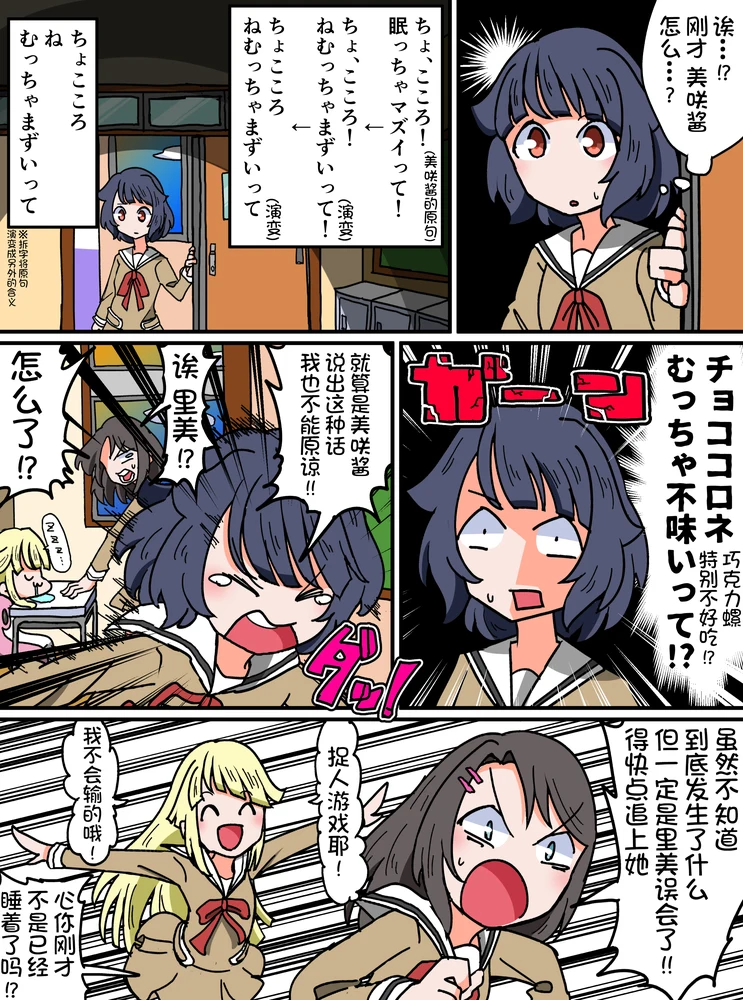 诶…!?
刚才 美咲酱
怎么…?
ちょ、こころ!
眠っちゃマズイって!
(美咲酱的原句)
←
ちょ、こころ!
ねむっちゃまずいって!
(演变)
←
ちょこころ
ねむっちゃまずいって
(演变)
ちょこころ
ね
むっちゃまずいって
※拆字将原句
演变成另外的含义
チョココロネ
むっちゃ不味いって!?
巧克力螺
特别不好吃!?
ガーン
就算是美咲酱
说出这种话
我也不能原谅!!
诶 里美!?
怎么了!?
zzz…
ダッ!
虽然不知道
到底发生了什么
但一定是里美误会了!!
得快点追上她
捉人游戏耶!
我不会输的哦!
心你刚才
不是已经
睡着了吗!?